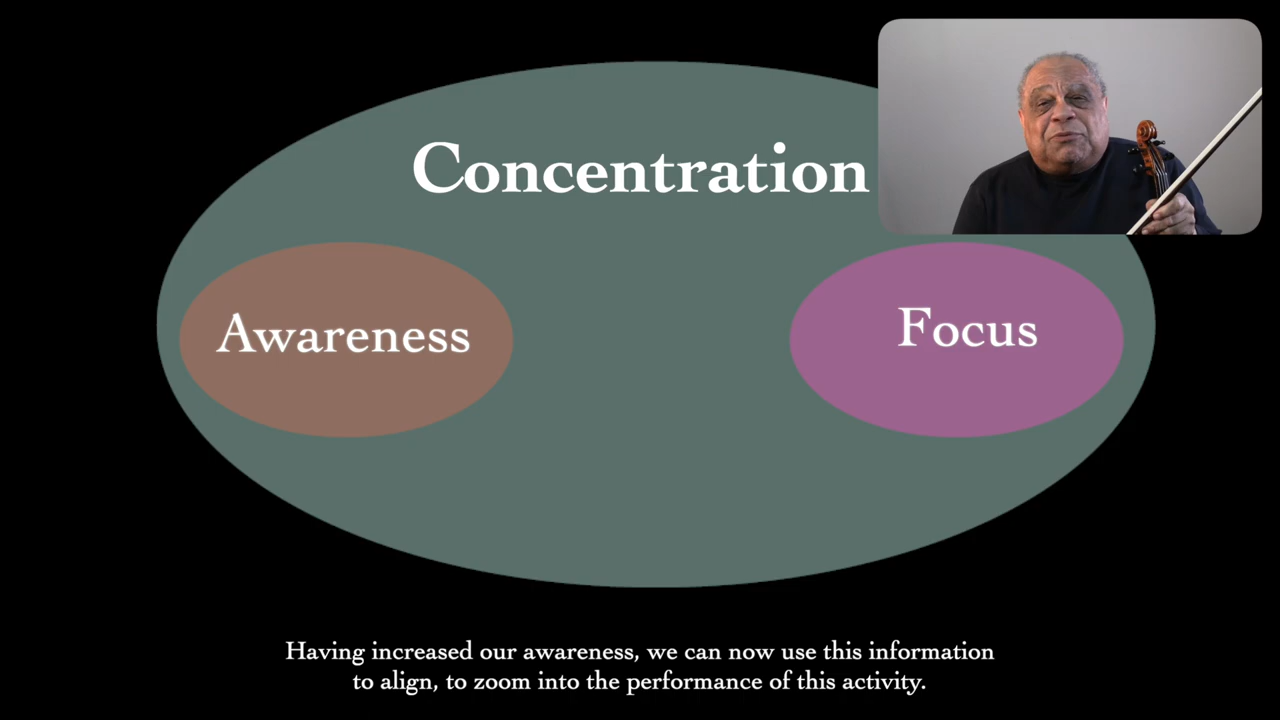 Concentration
Awareness
Focus
Having increased our awareness, we can now use this information
to align, to zoom into the performance of this activity.